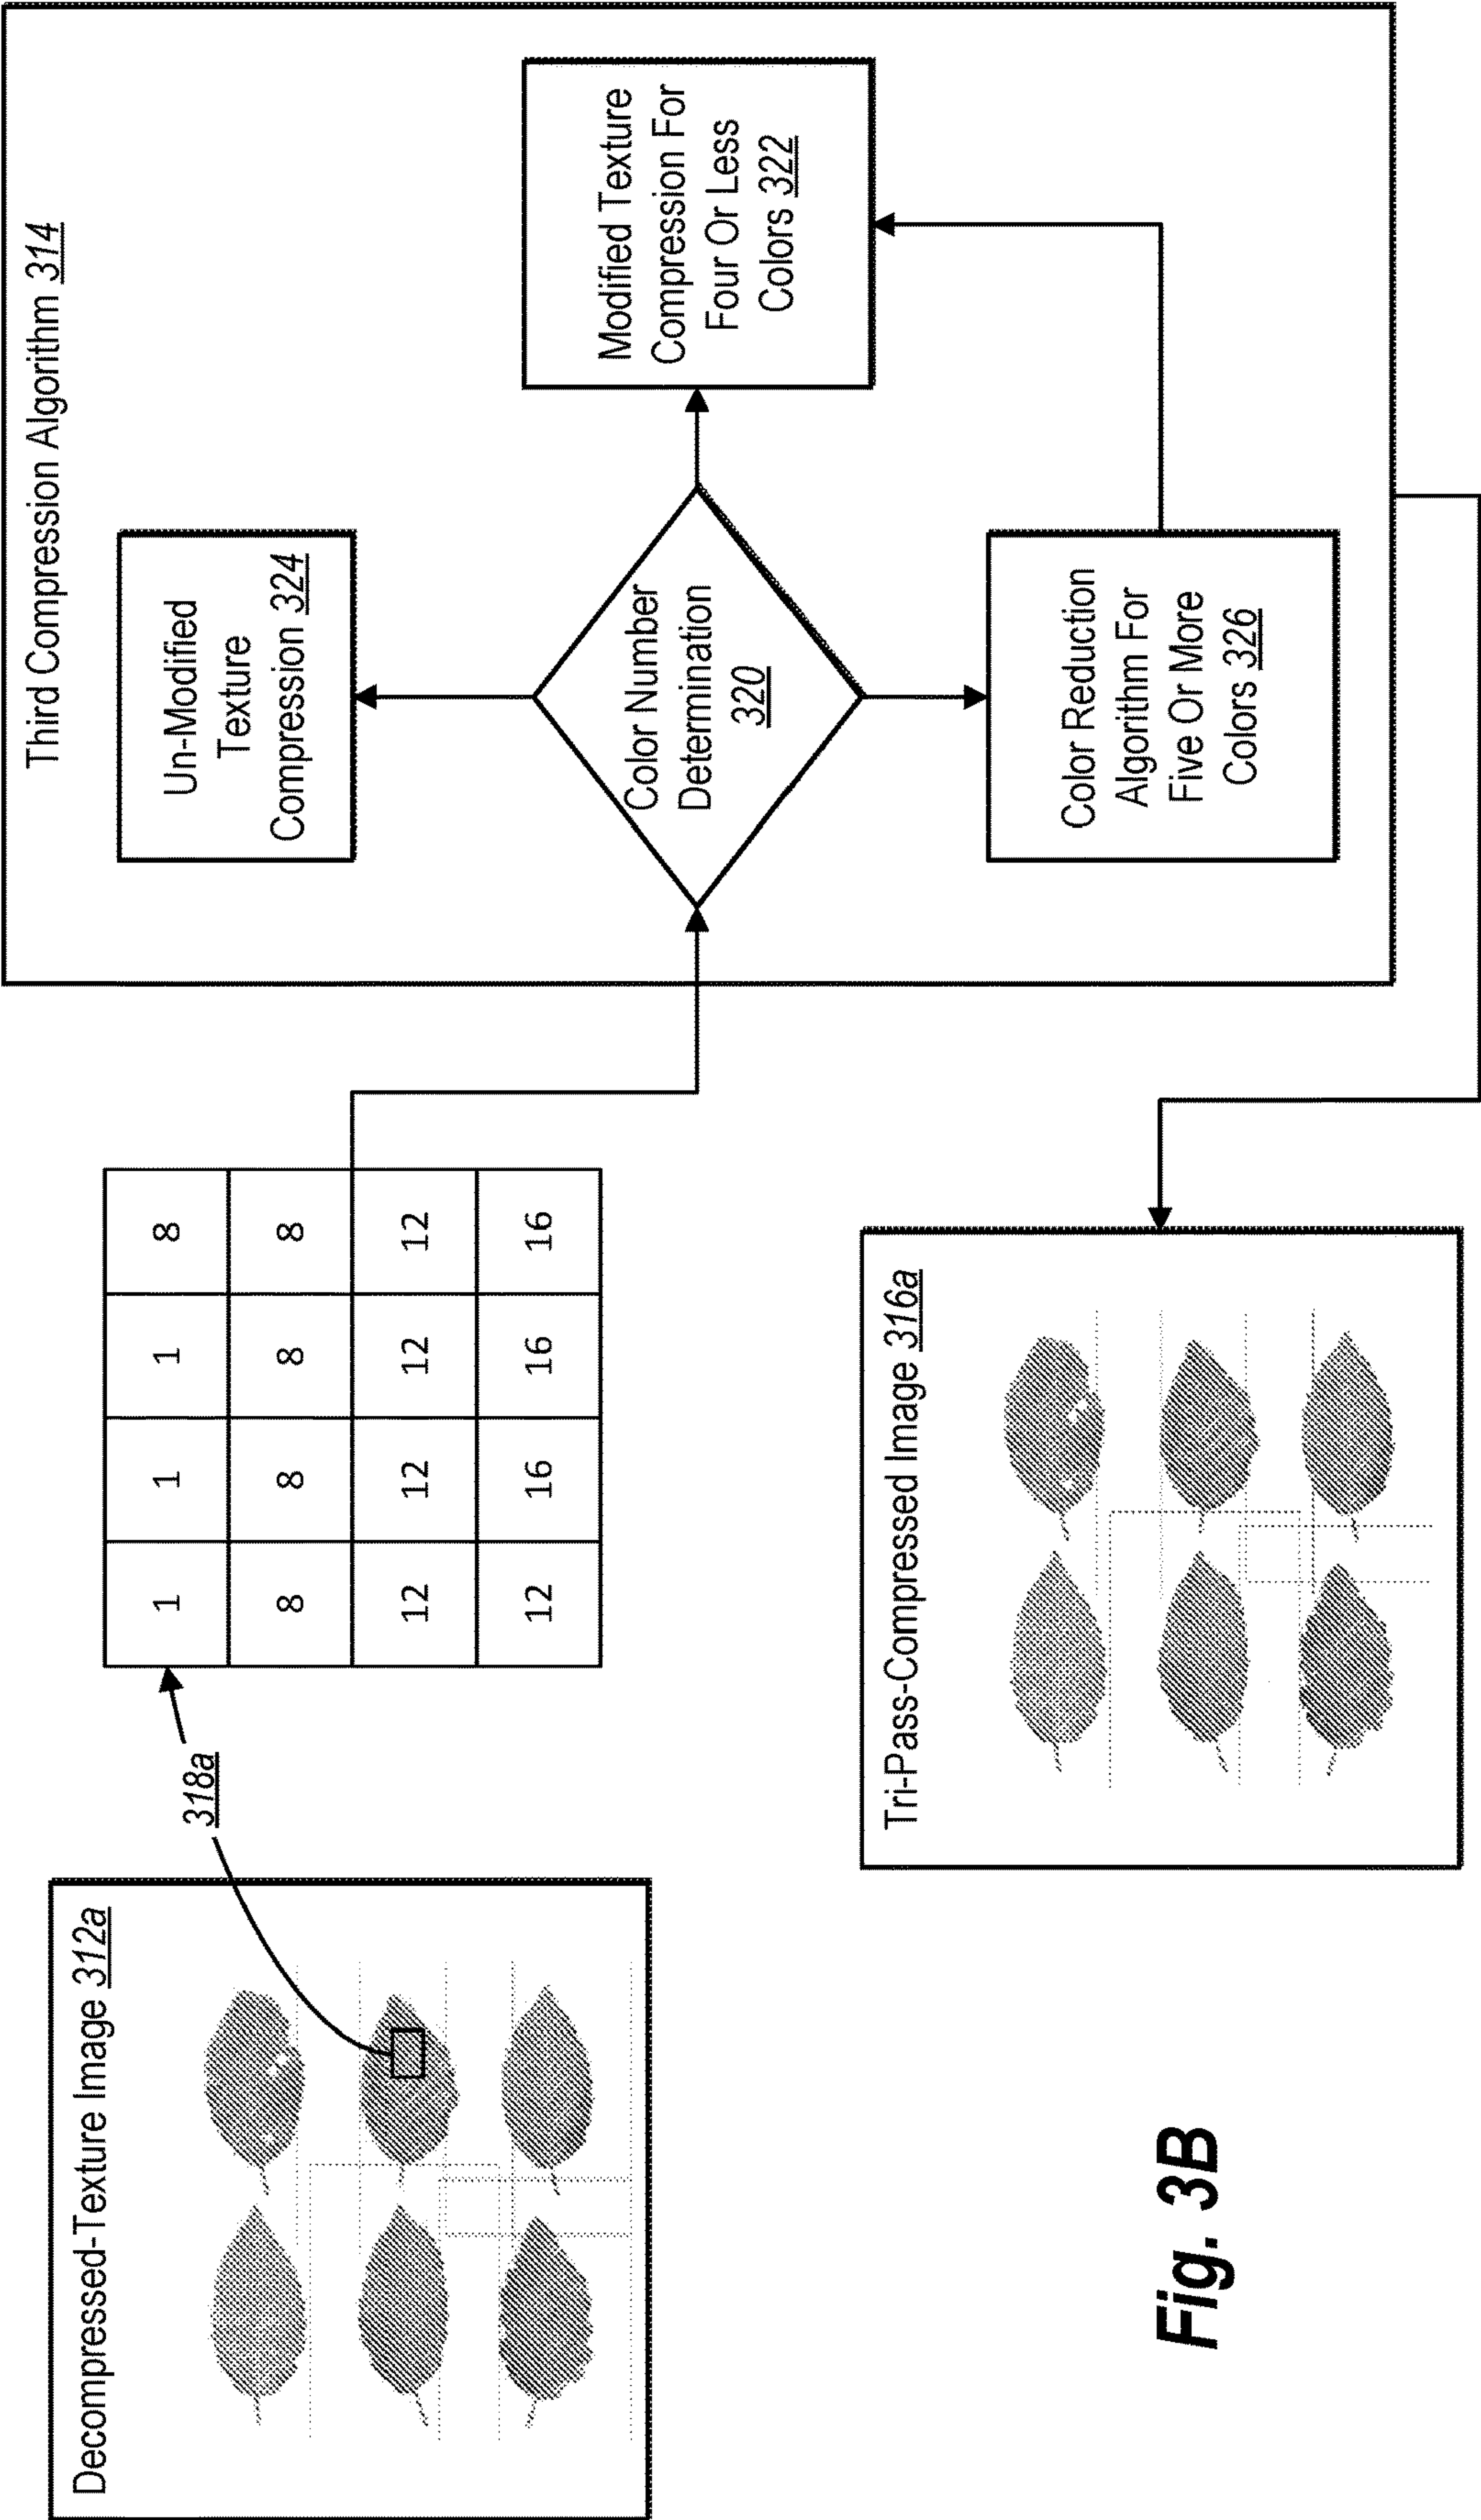 Decompressed-Texture Image 312a
318a
1 1 1 8
8 8 8 8
12 12 12 12
12 16 16 16
Third Compression Algorithm 314
Un-Modified
Texture
Compression 324
Color Number
Determination
320
Modified Texture
Compression For
Four Or Less
Colors 322
Color Reduction
Algorithm For
Five Or More
Colors 326
Tri-Pass-Compressed Image 316a
Fig. 3B